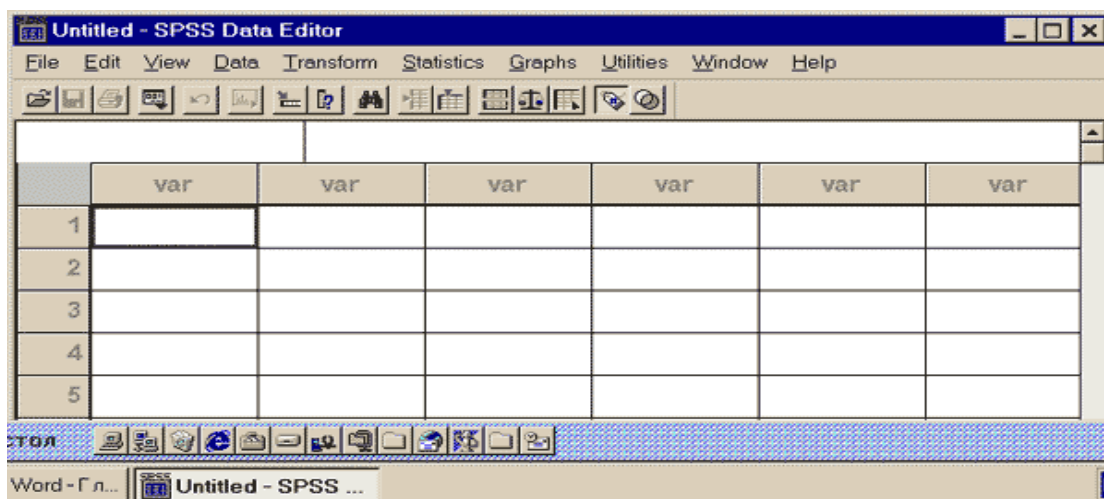 Untitled - SPSS Data Editor
File Edit View Data Transform Statistics Graphs Utilities Window Help
var var var var var var
1
2
3
4
5
стол
Word - Гл... Untitled - SPSS ...